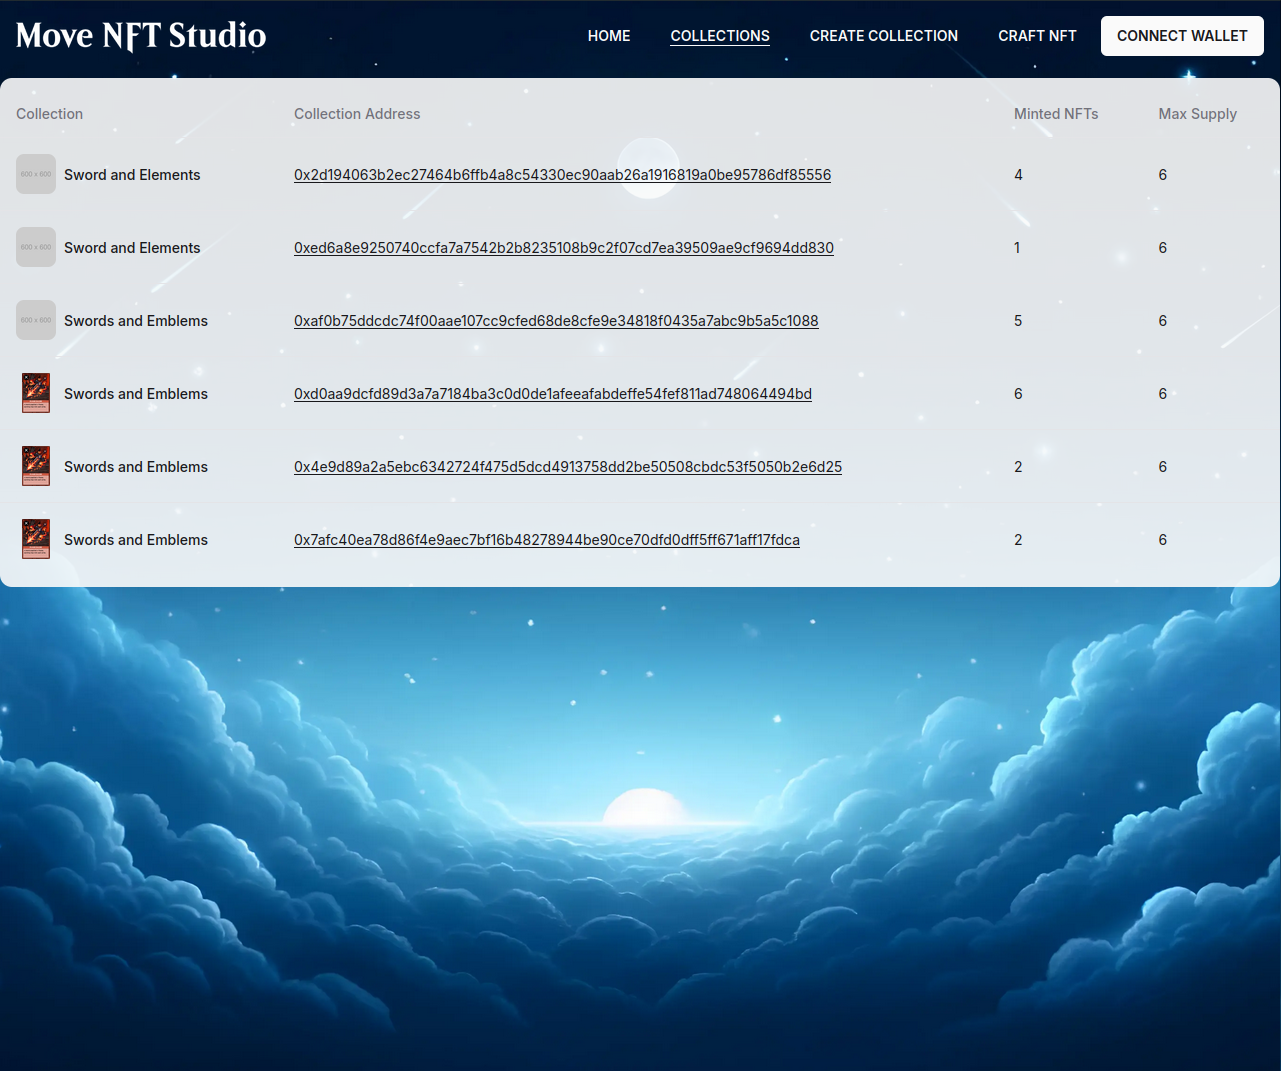 Move NFT Studio
HOME COLLECTIONS CREATE COLLECTION CRAFT NFT CONNECT WALLET
Collection Collection Address Minted NFTs Max Supply
600 x 600 Sword and Elements 0x2d194063b2ec27464b6ffb4a8c54330ec90aab26a1916819a0be95786df85556 4 6
600 x 600 Sword and Elements 0xed6a8e9250740ccfa7a7542b2b8235108b9c2f07cd7ea39509ae9cf9694dd830 1 6
600 x 600 Swords and Emblems 0xaf0b75ddcdc74f00aae107cc9cfed68de8cfe9e34818f0435a7abc9b5a5c1088 5 6
Swords and Emblems 0xd0aa9dcfd89d3a7a7184ba3c0d0de1afeeafabdeffe54fef811ad748064494bd 6 6
Swords and Emblems 0x4e9d89a2a5ebc6342724f475d5dcd4913758dd2be50508cbdc53f5050b2e6d25 2 6
Swords and Emblems 0x7afc40ea78d86f4e9aec7bf16b48278944be90ce70dfd0dff5ff671aff17fdca 2 6